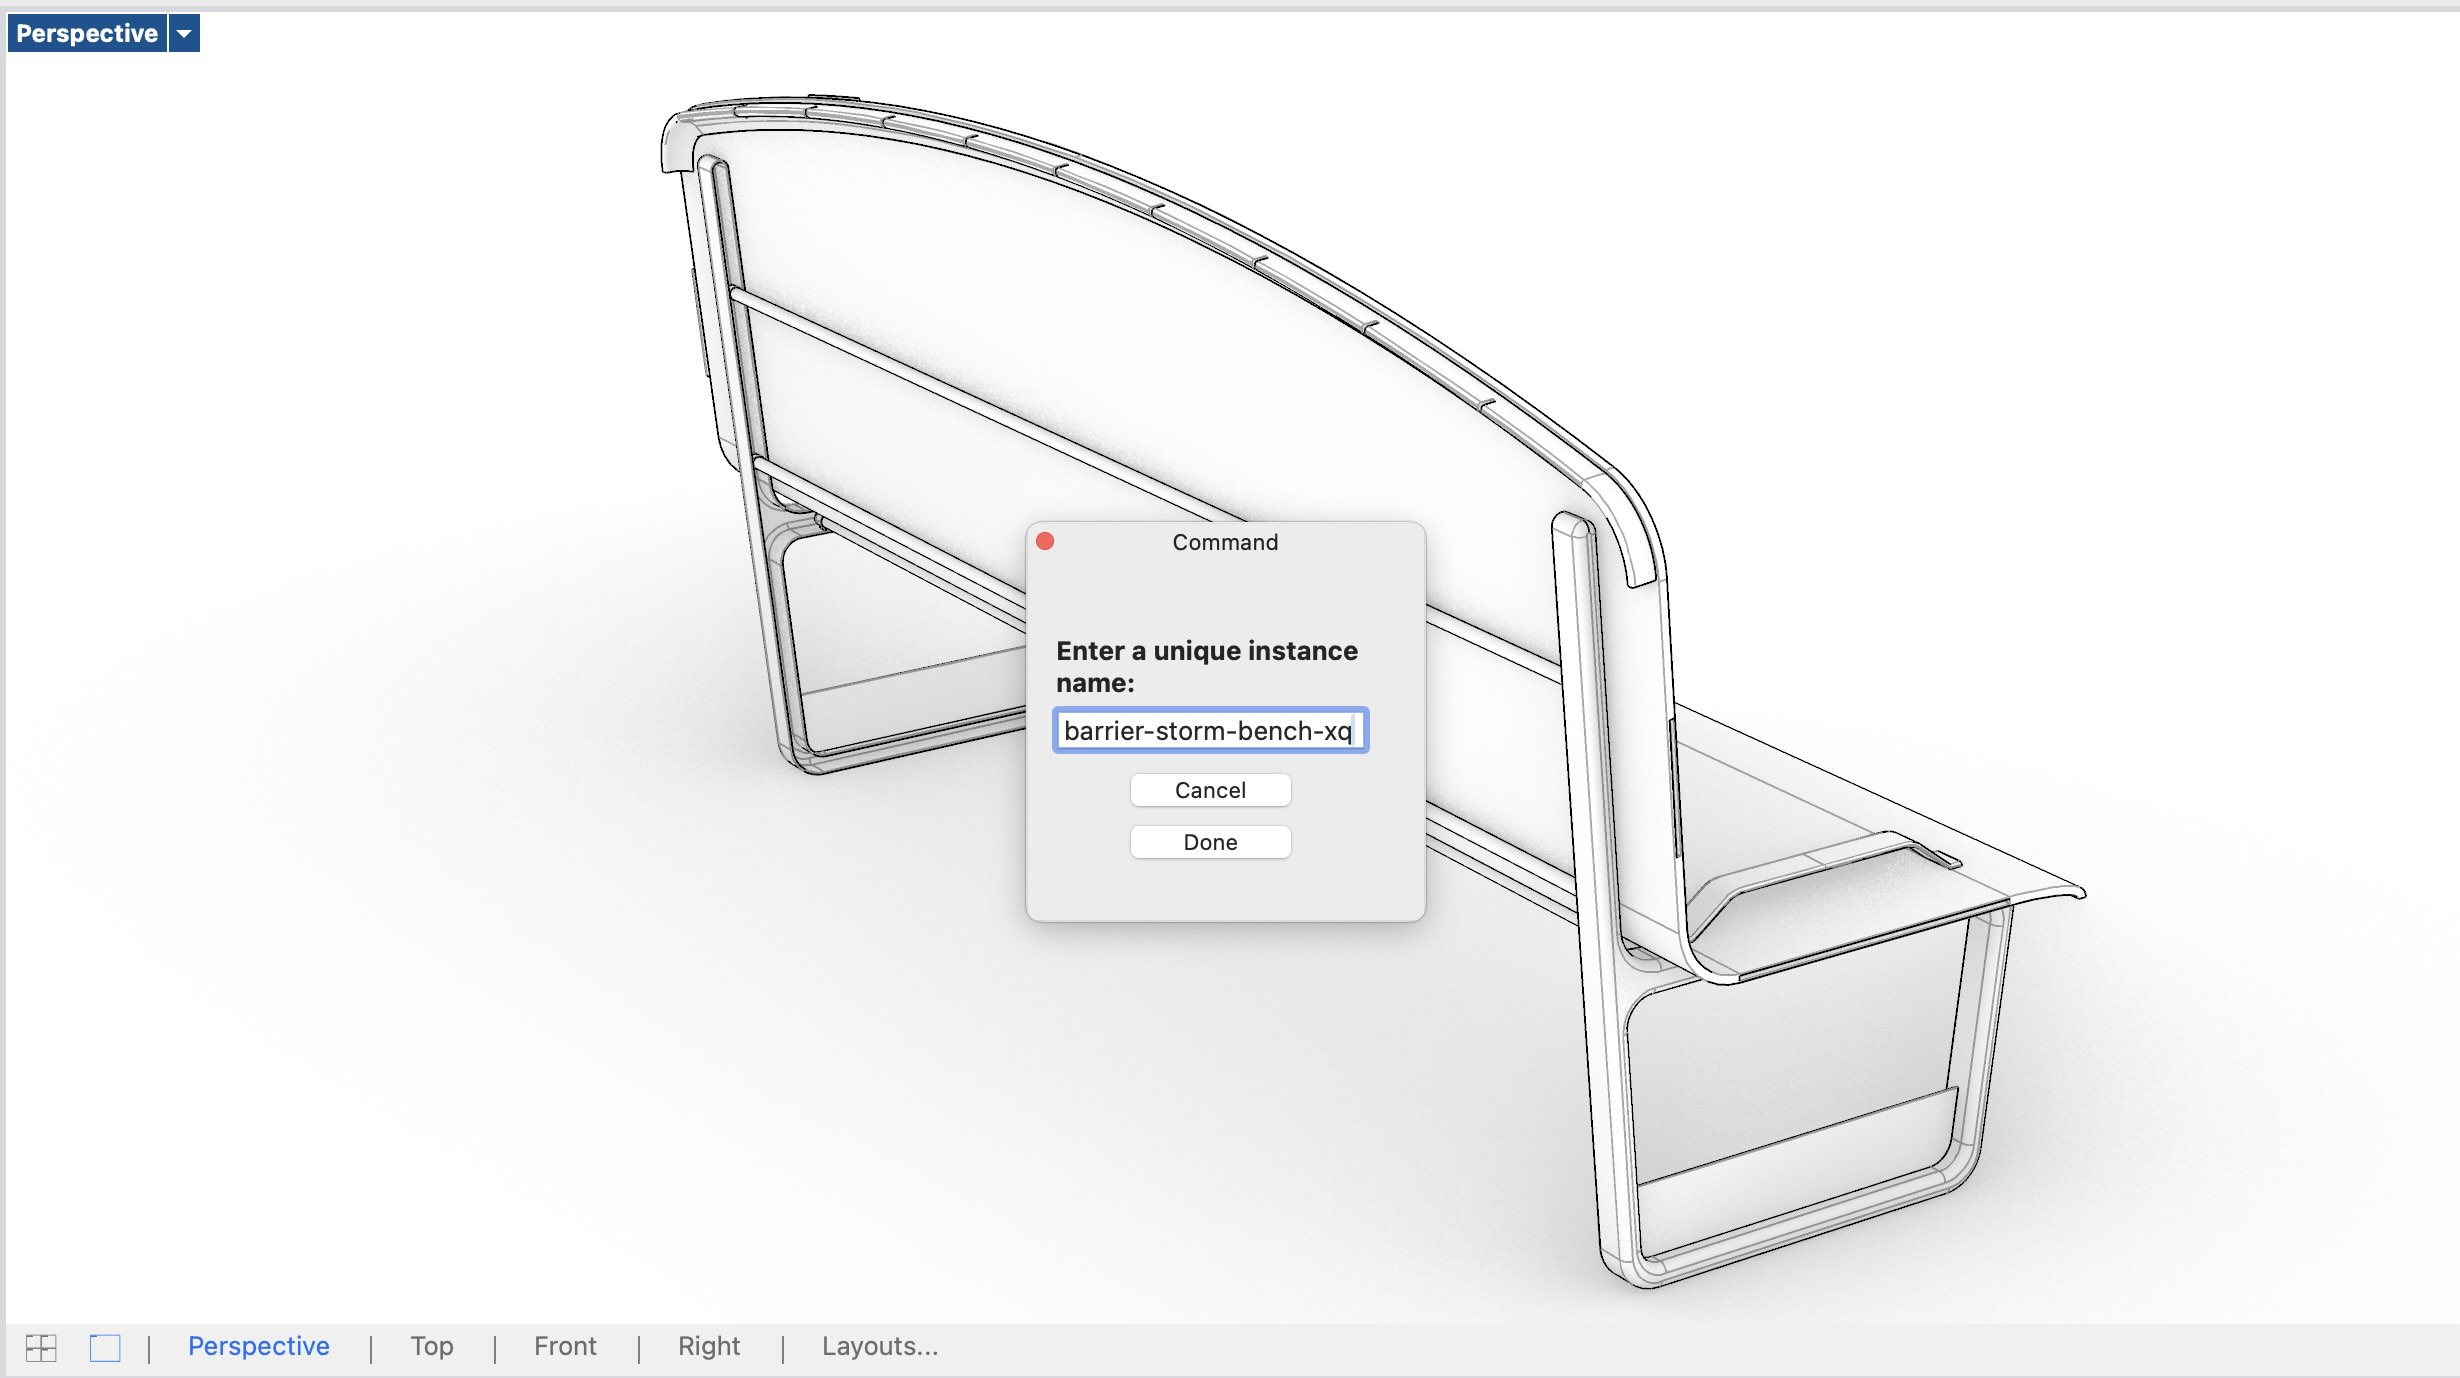 Perspective
Command
Enter a unique instance
name:
barrier-storm-bench-xq
Cancel
Done
Perspective | Top | Front | Right | Layouts...